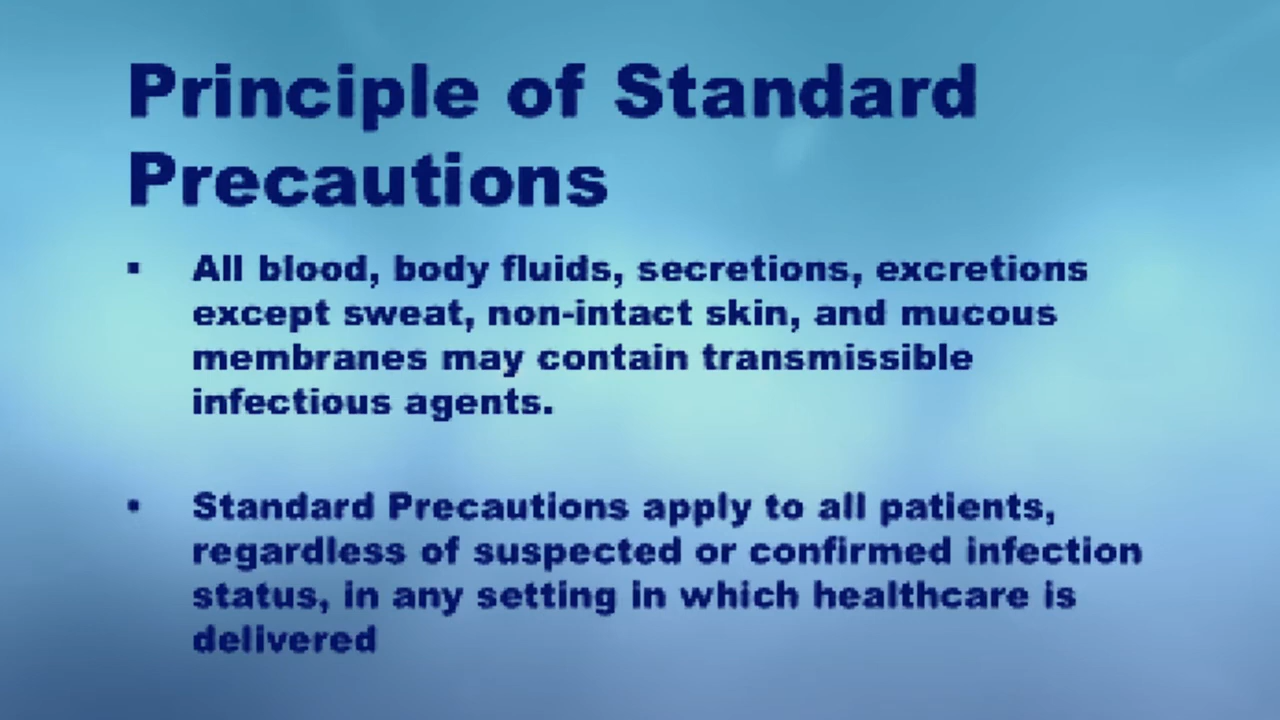 Principle of Standard
Precautions
▪ All blood, body fluids, secretions, excretions
except sweat, non-intact skin, and mucous
membranes may contain transmissible
infectious agents.
• Standard Precautions apply to all patients,
regardless of suspected or confirmed infection
status, in any setting in which healthcare is
delivered